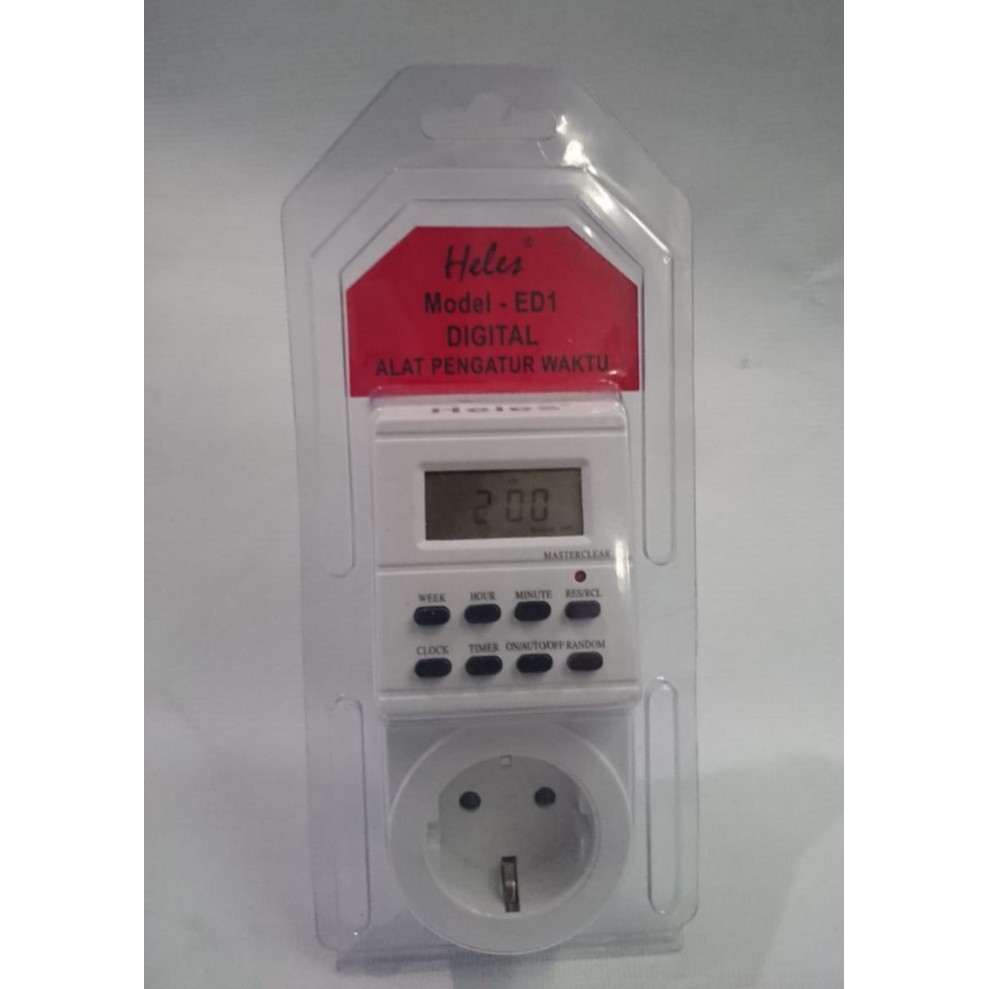 Heles®
Model - ED1
DIGITAL
ALAT PENGATUR WAKTU
Heles
2 00
MASTERCLEAR
WEEK HOUR MINUTE RES/RCL
CLOCK TIMER ON/AUTO/OFF RANDOM